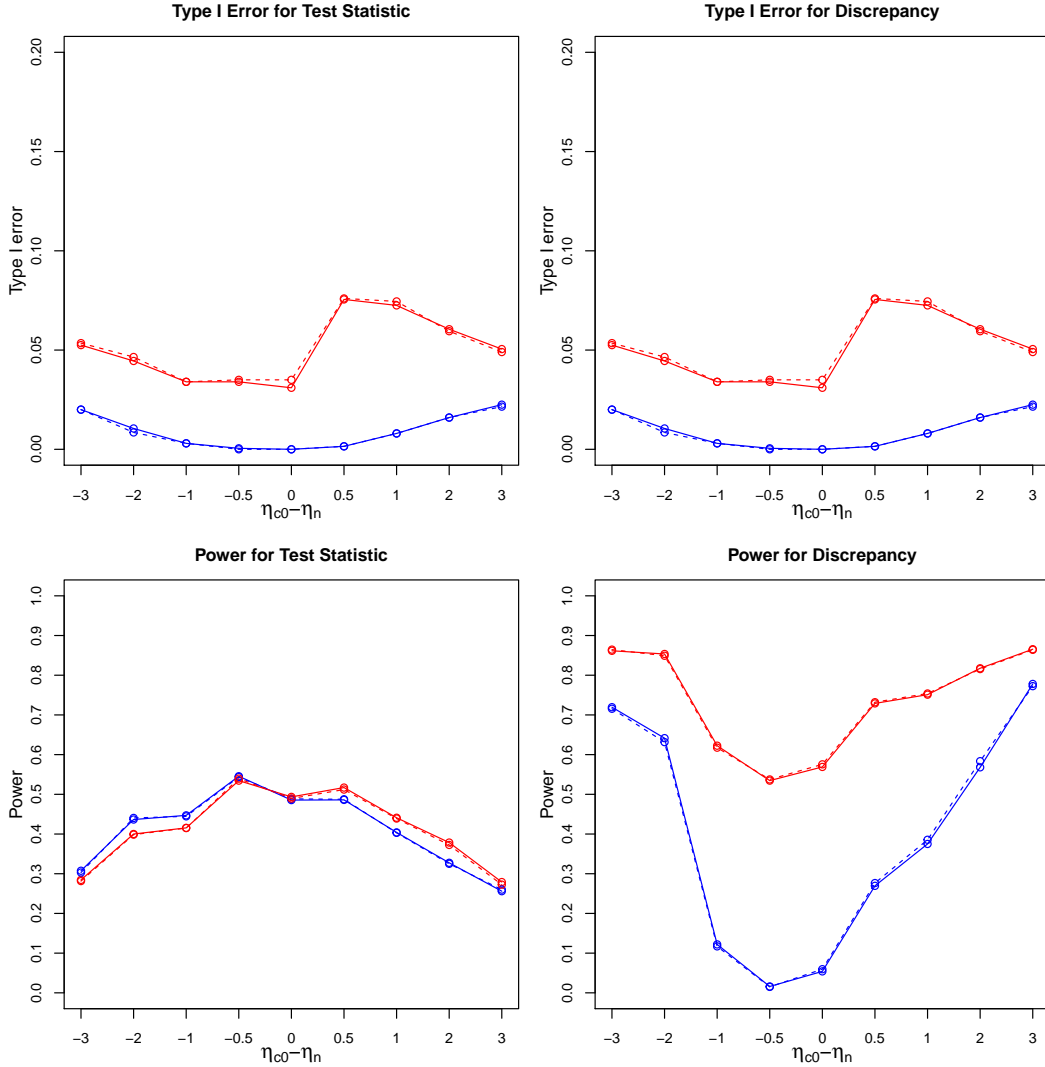 Type I Error for Test Statistic
Type I error
0.00 0.05 0.10 0.15 0.20
−3 −2 −1 −0.5 0 0.5 1 2 3
ηc0−ηn
Type I Error for Discrepancy
Type I error
0.00 0.05 0.10 0.15 0.20
−3 −2 −1 −0.5 0 0.5 1 2 3
ηc0−ηn
Power for Test Statistic
Power
0.0 0.1 0.2 0.3 0.4 0.5 0.6 0.7 0.8 0.9 1.0
−3 −2 −1 −0.5 0 0.5 1 2 3
ηc0−ηn
Power for Discrepancy
Power
0.0 0.1 0.2 0.3 0.4 0.5 0.6 0.7 0.8 0.9 1.0
−3 −2 −1 −0.5 0 0.5 1 2 3
ηc0−ηn